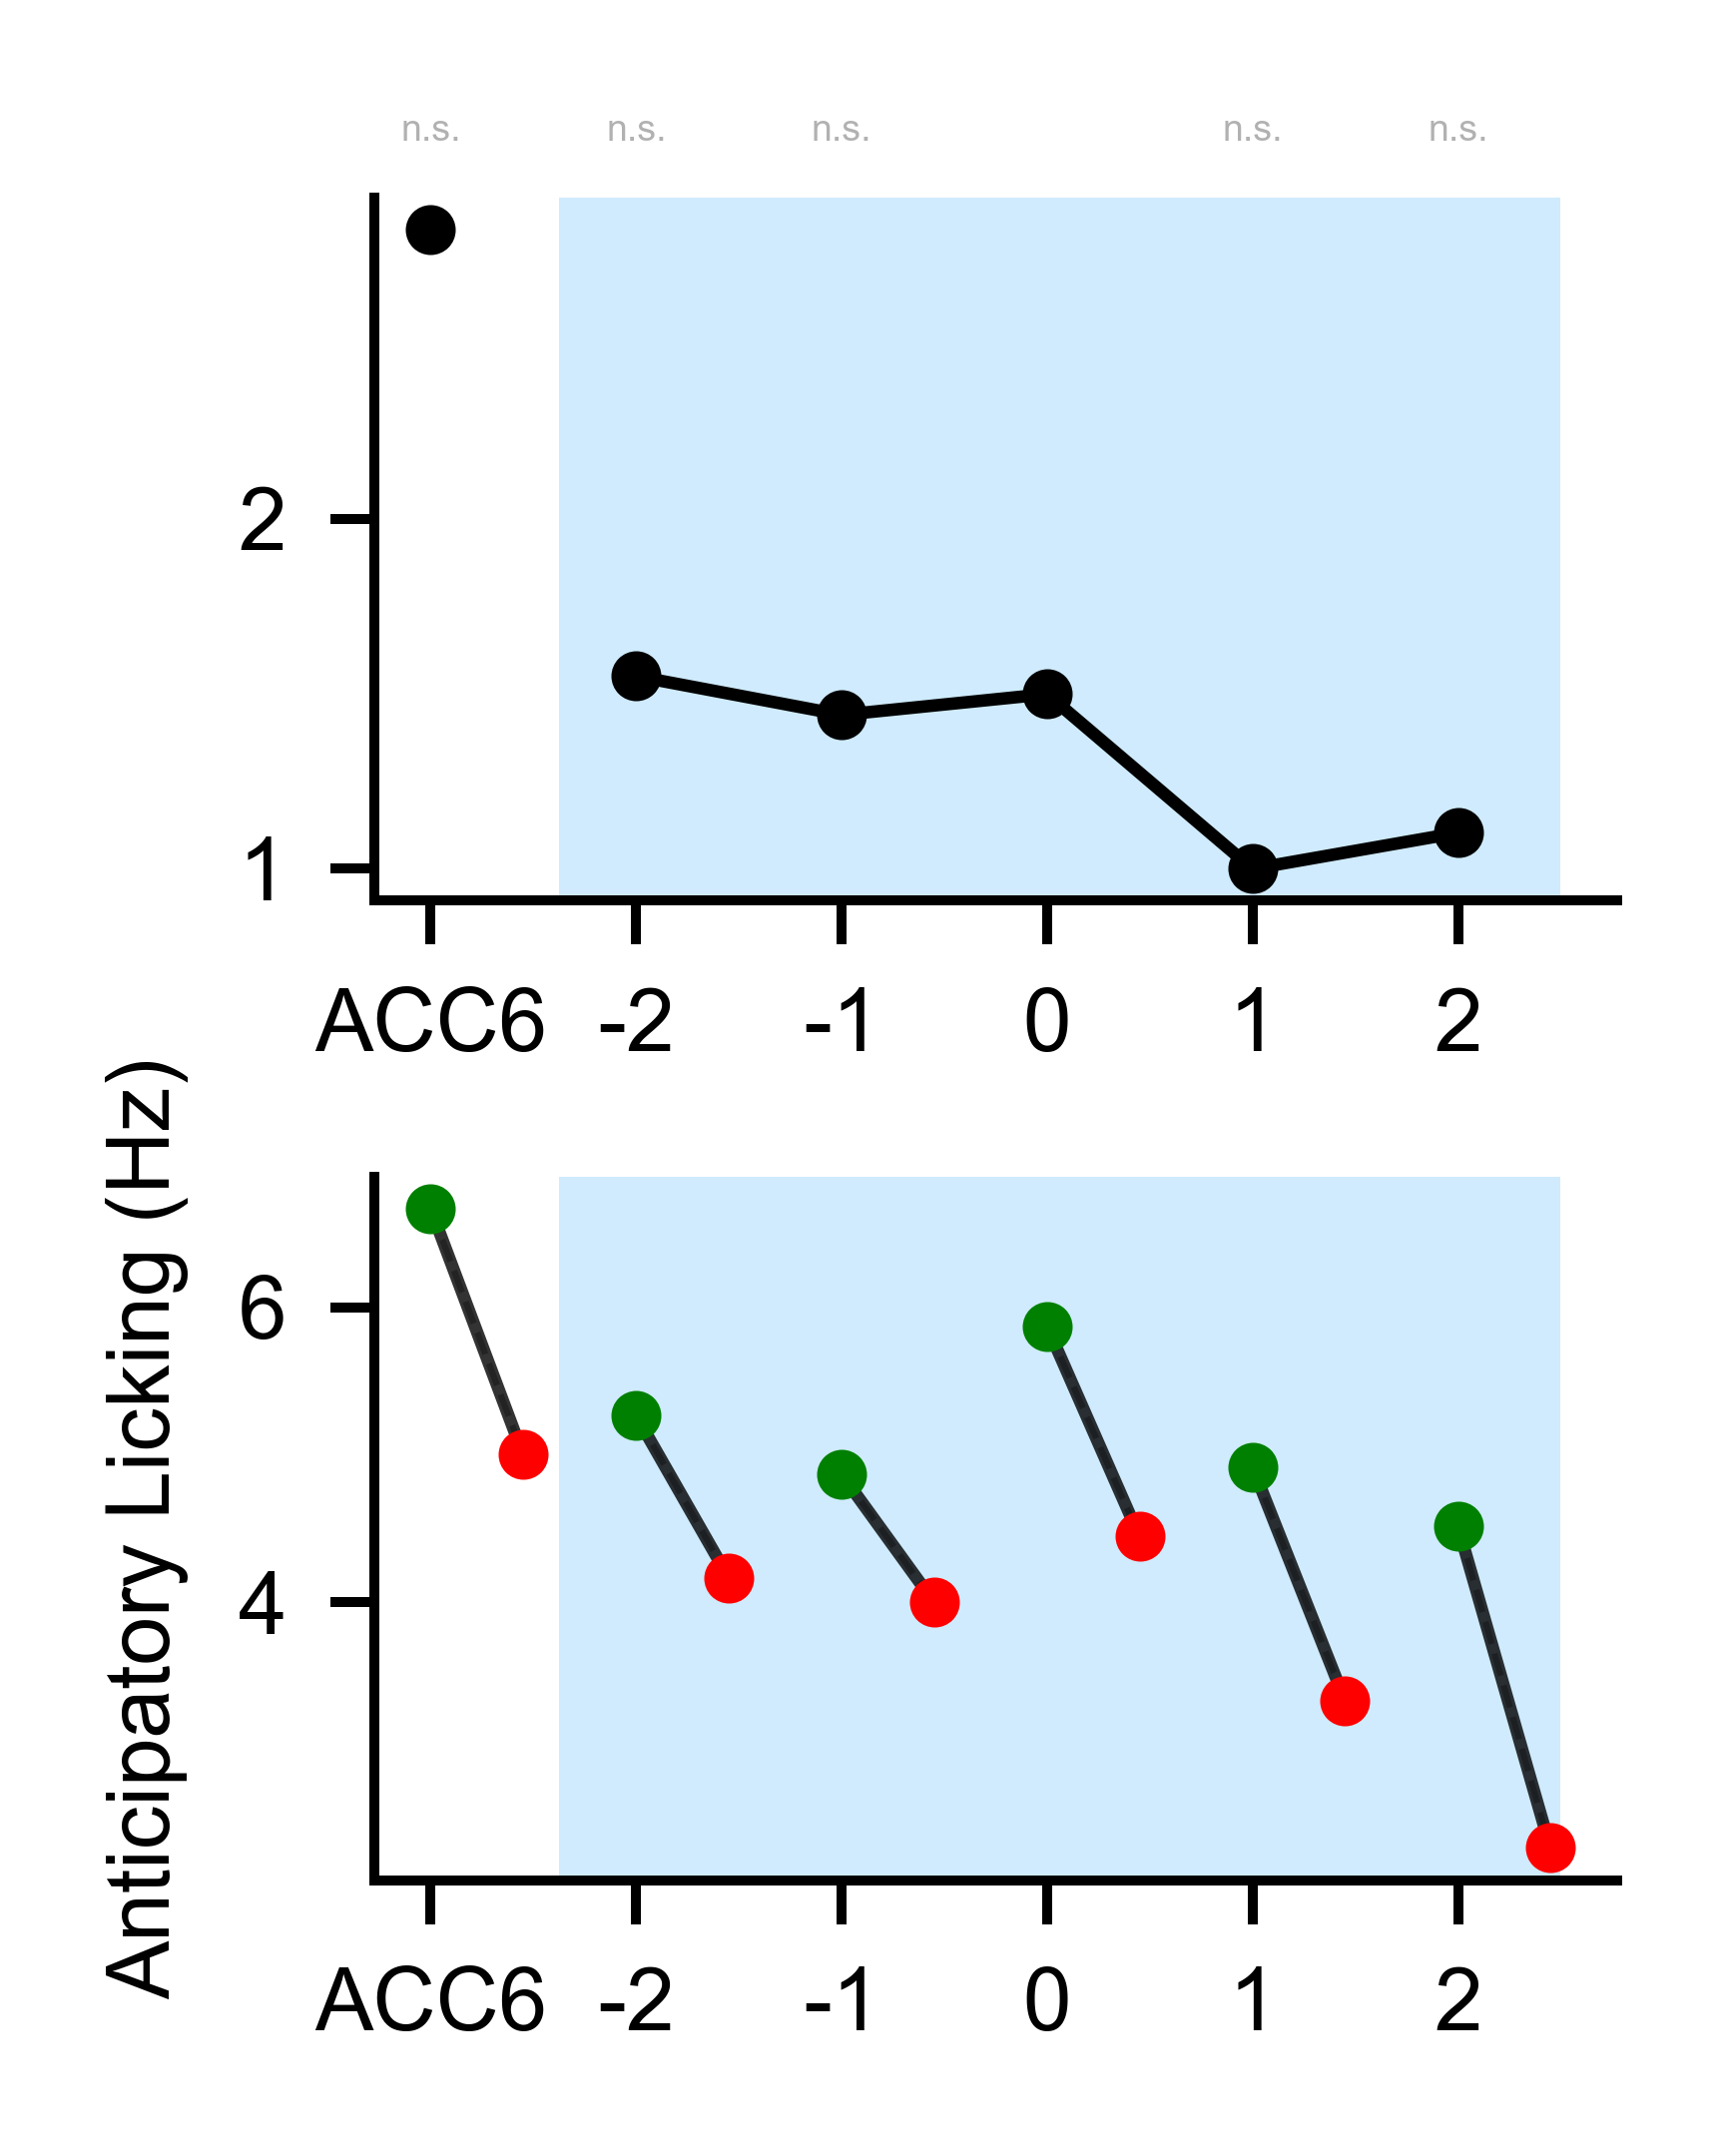 n.s. n.s. n.s. n.s. n.s.
2
1
ACC6 -2 -1 0 1 2
Anticipatory Licking (Hz)
6
4
ACC6 -2 -1 0 1 2